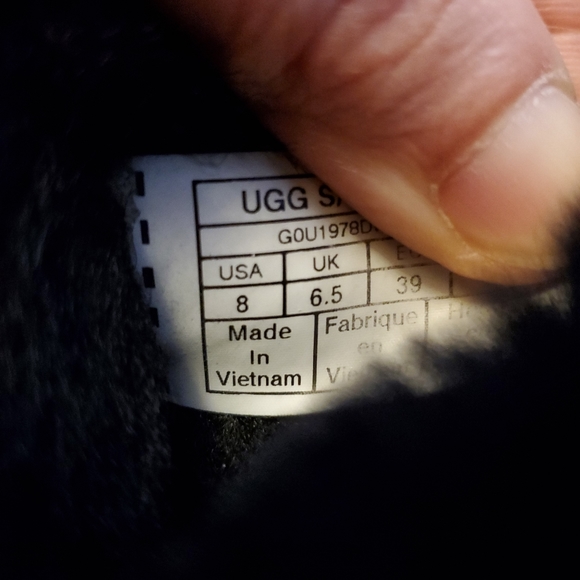 UGG
G0U1978D
USA UK
8 6.5 39
Made Fabrique
In en
Vietnam